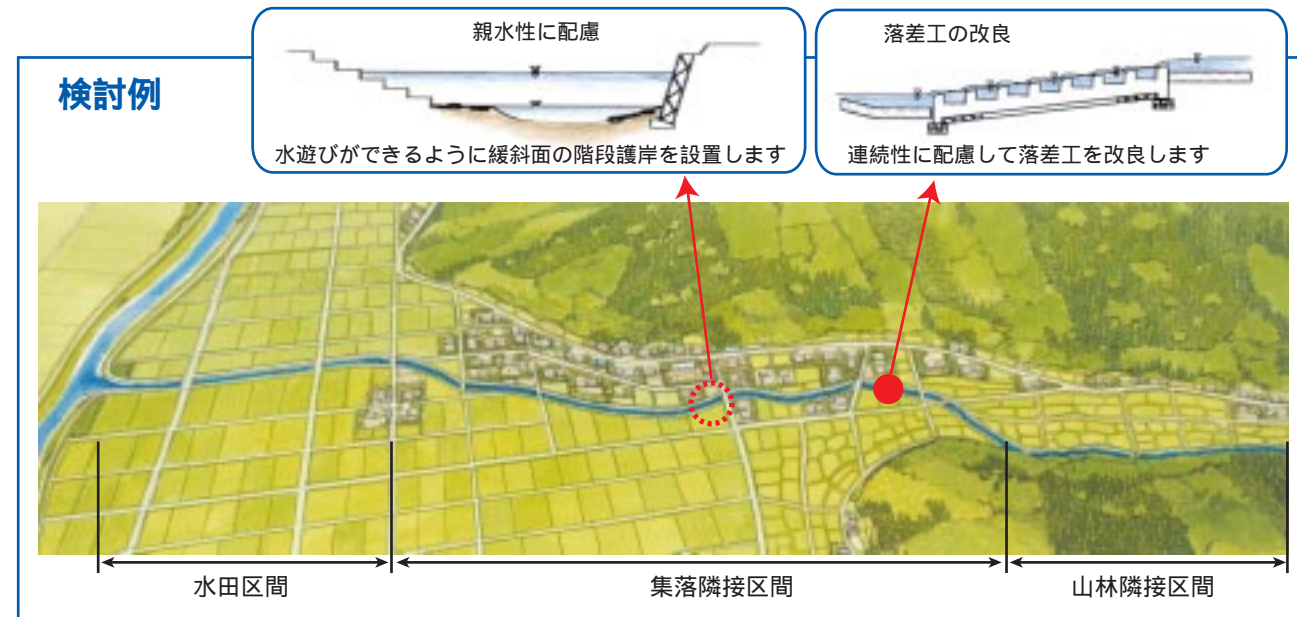 検討例
親水性に配慮
水遊びができるように緩斜面の階段護岸を設置します
落差工の改良
連続性に配慮して落差工を改良します
水田区間
集落隣接区間
山林隣接区間